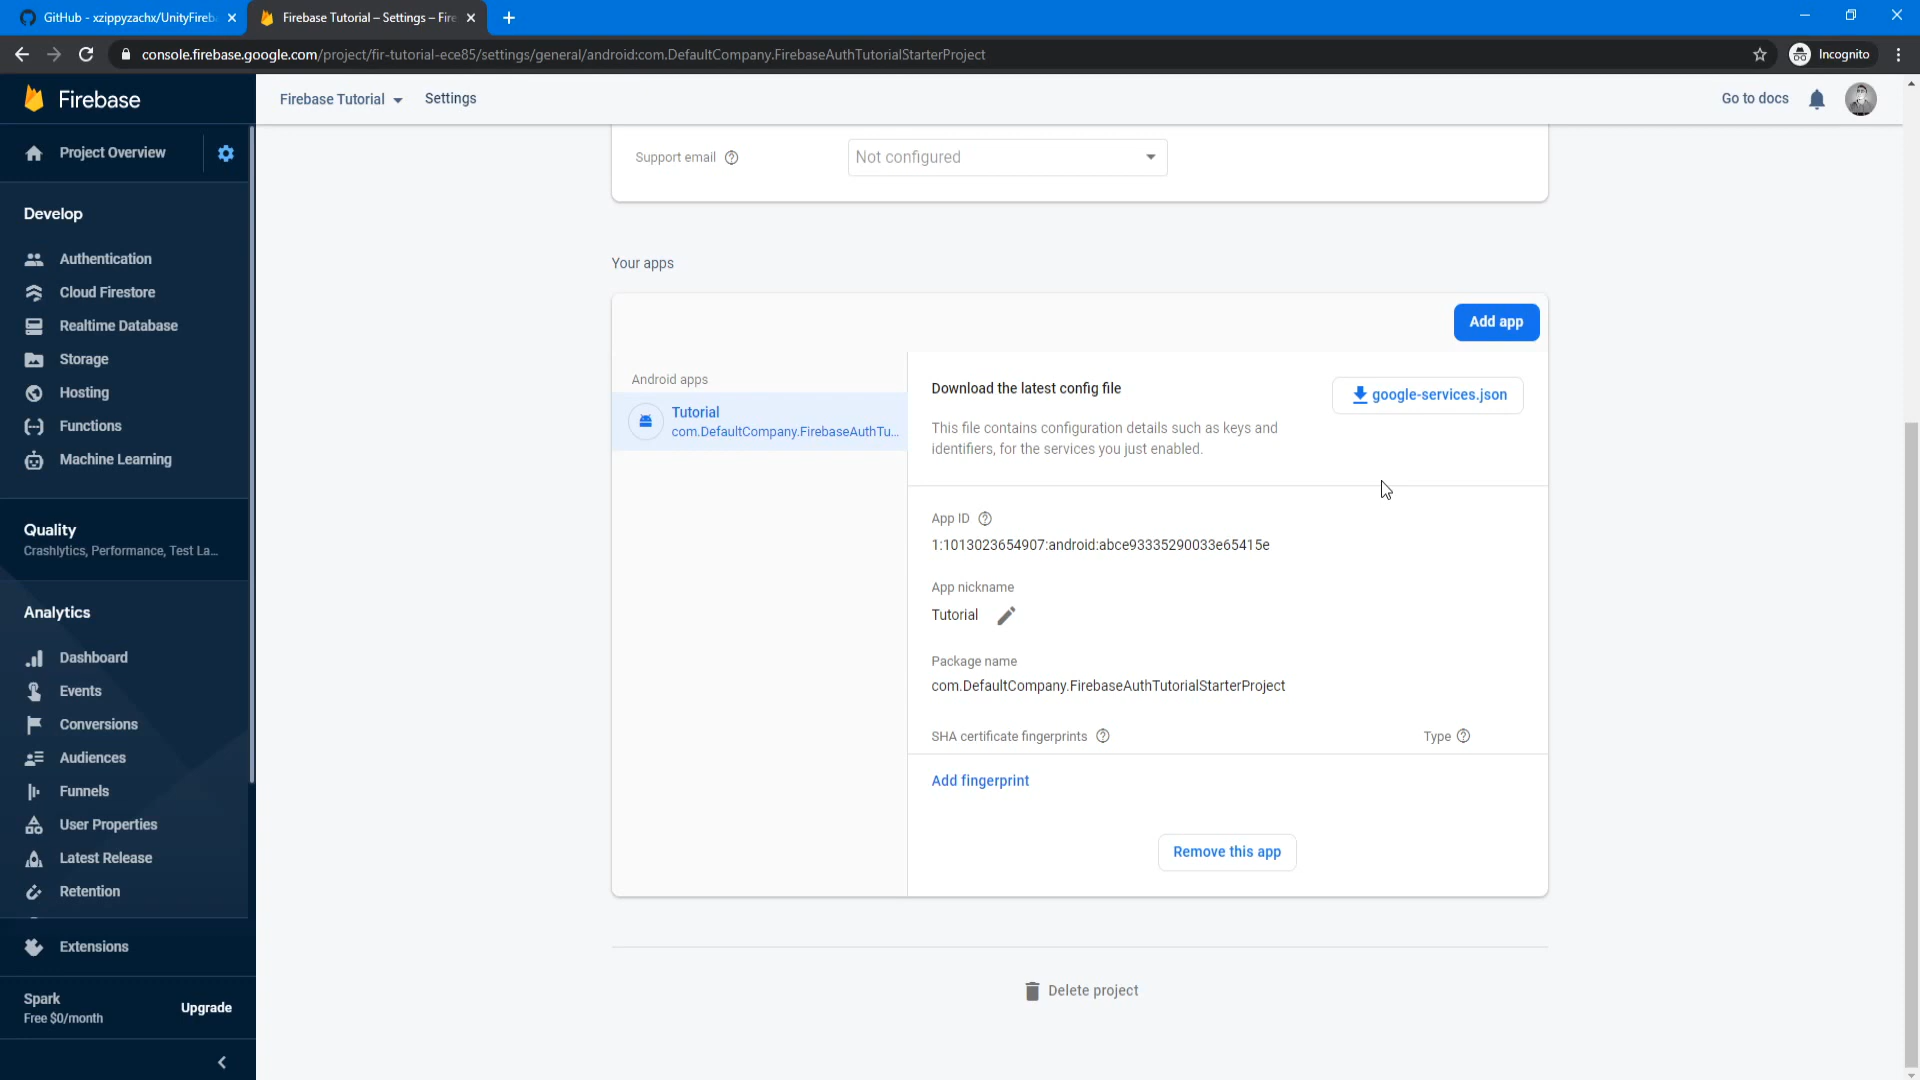 GitHub - xzippyzachx/UnityFireb
Firebase Tutorial – Settings – Fire
console.firebase.google.com/project/fir-tutorial-ece85/settings/general/android:com.DefaultCompany.FirebaseAuthTutorialStarterProject
Incognito
Firebase
Firebase Tutorial
Settings
Go to docs
Project Overview
Support email
Not configured
Develop
Authentication
Cloud Firestore
Realtime Database
Storage
Hosting
Functions
Machine Learning
Quality
Crashlytics, Performance, Test La...
Analytics
Dashboard
Events
Conversions
Audiences
Funnels
User Properties
Latest Release
Retention
Extensions
Spark
Free $0/month
Upgrade
Your apps
Add app
Android apps
Tutorial
com.DefaultCompany.FirebaseAuthTu...
Download the latest config file
google-services.json
This file contains configuration details such as keys and
identifiers, for the services you just enabled.
App ID
1:1013023654907:android:abce93335290033e65415e
App nickname
Tutorial
Package name
com.DefaultCompany.FirebaseAuthTutorialStarterProject
SHA certificate fingerprints
Type
Add fingerprint
Remove this app
Delete project